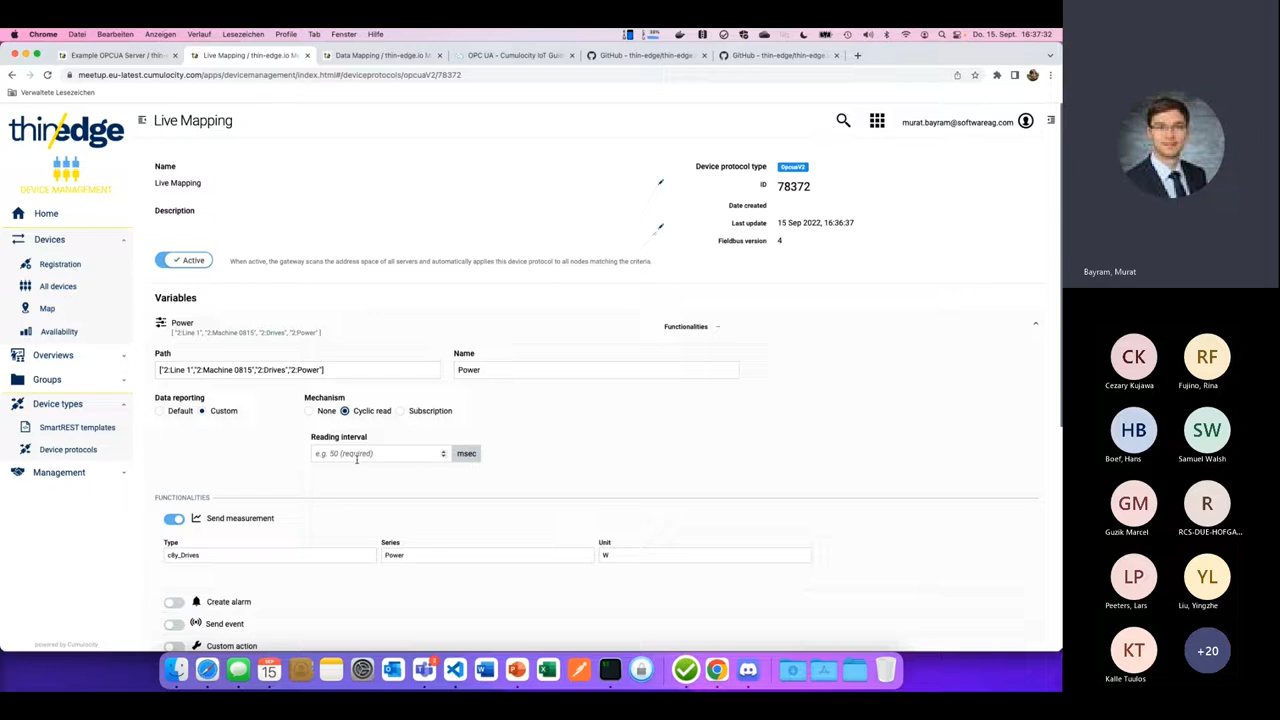 Chrome Datei Bearbeiten Anzeigen Verlauf Lesezeichen Profile Tab Fenster Hilfe Do. 15. Sept. 16:37:32
Example OPCUA Server / thin- Live Mapping / thin-edge.io M Data Mapping / thin-edge.io M OPC UA - Cumulocity IoT Guid GitHub - thin-edge/thin-edge GitHub - thin-edge/thin-edge
meetup.eu-latest.cumulocity.com/apps/devicemanagement/index.html#/deviceprotocols/opcuaV2/78372
Verwaltete Lesezeichen
thinedge
DEVICE MANAGEMENT
Live Mapping
murat.bayram@softwareag.com
Home
Devices
Registration
All devices
Map
Availability
Overviews
Groups
Device types
SmartREST templates
Device protocols
Management
powered by Cumulocity
Name
Live Mapping
Description
Device protocol type OpcuaV2
ID 78372
Date created
Last update 15 Sep 2022, 16:36:37
Fieldbus version 4
Active When active, the gateway scans the address space of all servers and automatically applies this device protocol to all nodes matching the criteria.
Variables
Power
[ "2:Line 1", "2:Machine 0815", "2:Drives", "2:Power" ]
Functionalities --
Path Name
["2:Line 1","2:Machine 0815","2:Drives","2:Power"] Power
Data reporting Mechanism
Default Custom None Cyclic read Subscription
Reading interval
e.g. 50 (required) msec
FUNCTIONALITIES
Send measurement
Type Series Unit
c8y_Drives Power W
Create alarm
Send event
Custom action
15
Bayram, Murat
CK RF
Cezary Kujawa Fujino, Rina
HB SW
Boef, Hans Samuel Walsh
GM R
Guzik Marcel RCS-DUE-HOFGA...
LP YL
Peeters, Lars Liu, Yingzhe
KT +20
Kalle Tuulos